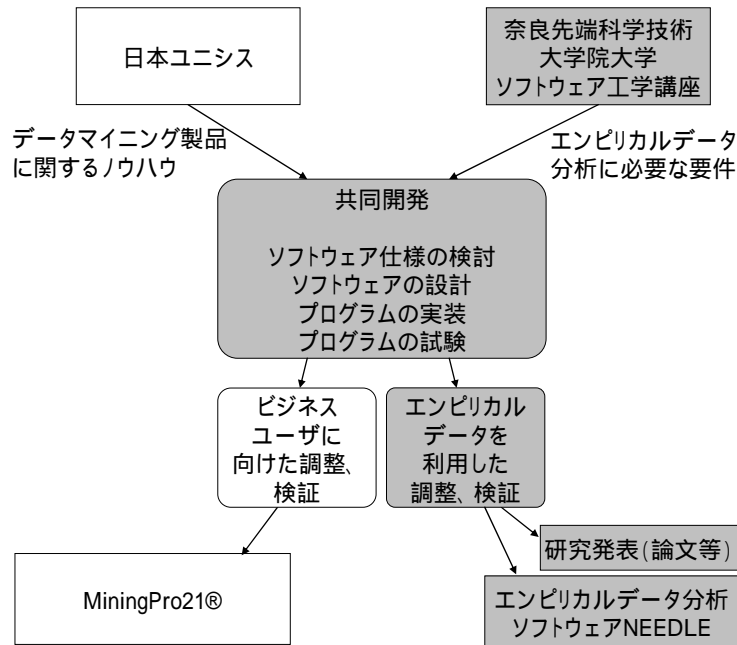 日本ユニシス
奈良先端科学技術
大学院大学
ソフトウェア工学講座
データマイニング製品
に関するノウハウ
エンピリカルデータ
分析に必要な要件
共同開発
ソフトウェア仕様の検討
ソフトウェアの設計
プログラムの実装
プログラムの試験
ビジネス
ユーザに
向けた調整、
検証
エンピリカル
データを
利用した
調整、検証
研究発表(論文等)
MiningPro21®
エンピリカルデータ分析
ソフトウェアNEEDLE